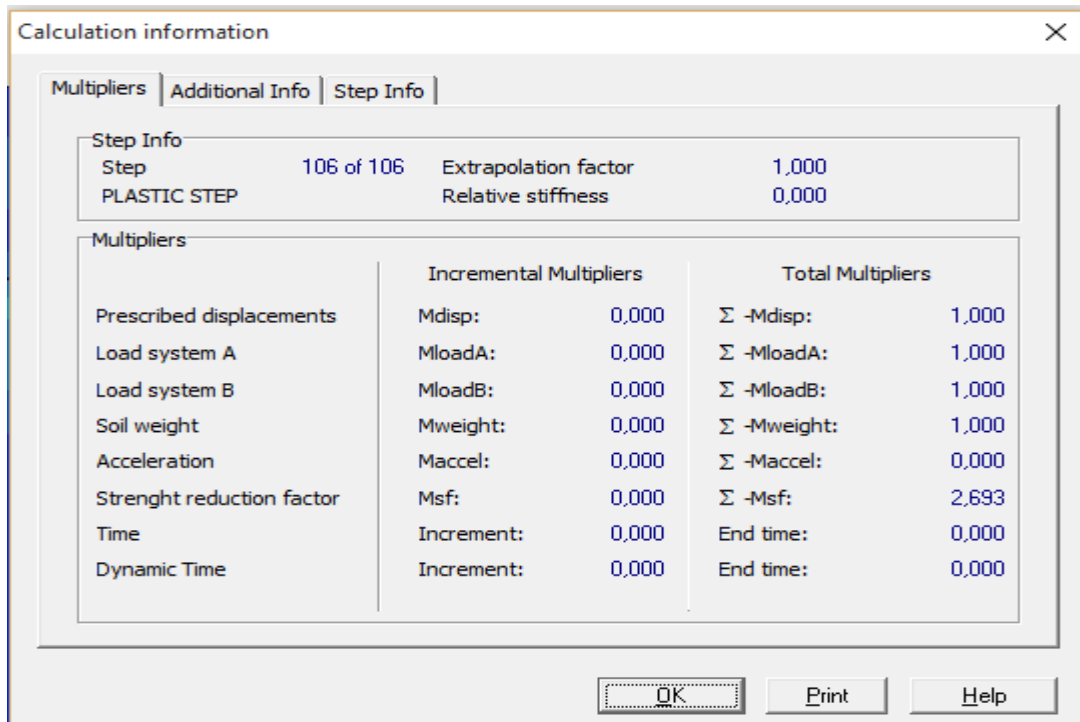 Calculation information
Multipliers Additional Info Step Info
Step Info
Step 106 of 106 Extrapolation factor 1,000
PLASTIC STEP Relative stiffness 0,000
Multipliers
Incremental Multipliers Total Multipliers
Prescribed displacements Mdisp: 0,000 Σ -Mdisp: 1,000
Load system A MloadA: 0,000 Σ -MloadA: 1,000
Load system B MloadB: 0,000 Σ -MloadB: 1,000
Soil weight Mweight: 0,000 Σ -Mweight: 1,000
Acceleration Maccel: 0,000 Σ -Maccel: 0,000
Strenght reduction factor Msf: 0,000 Σ -Msf: 2,693
Time Increment: 0,000 End time: 0,000
Dynamic Time Increment: 0,000 End time: 0,000
OK Print Help